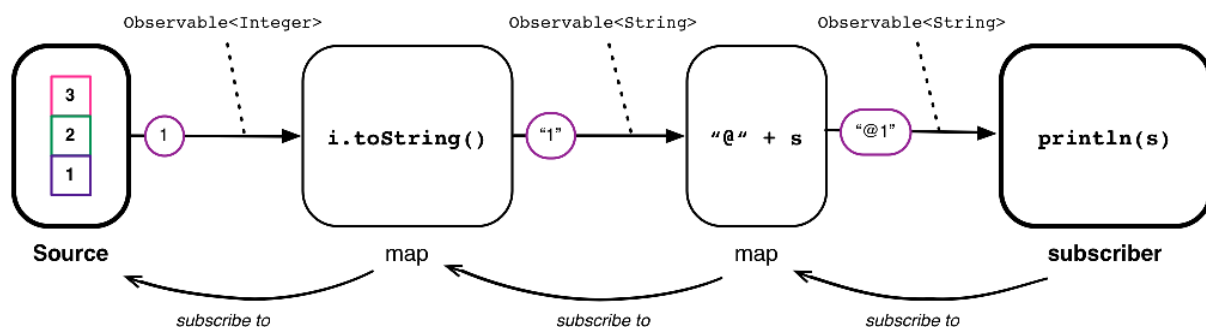 Observable<Integer>
Observable<String>
Observable<String>
3
2
1
1
i.toString()
“1”
“@“ + s
“@1”
println(s)
Source
map
map
subscriber
subscribe to
subscribe to
subscribe to